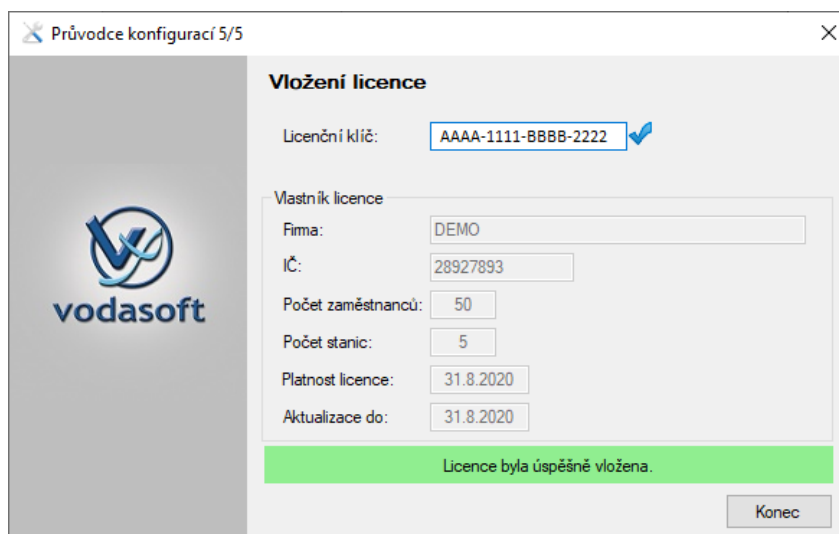 Průvodce konfigurací 5/5
Vložení licence
Licenční klíč: AAAA-1111-BBBB-2222
Vlastník licence
Firma: DEMO
IČ: 28927893
Počet zaměstnanců: 50
Počet stanic: 5
Platnost licence: 31.8.2020
Aktualizace do: 31.8.2020
vodasoft
Licence byla úspěšně vložena.
Konec